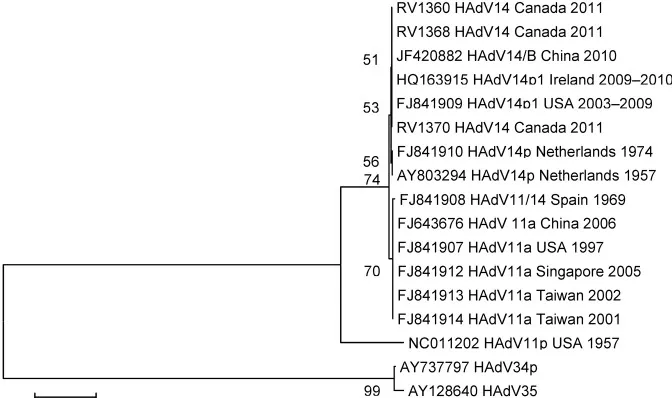 RV1360 HAdV14 Canada 2011
RV1368 HAdV14 Canada 2011
JF420882 HAdV14/B China 2010
51
HQ163915 HAdV14p1 Ireland 2009–2010
FJ841909 HAdV14p1 USA 2003–2009
53
RV1370 HAdV14 Canada 2011
FJ841910 HAdV14p Netherlands 1974
56
AY803294 HAdV14p Netherlands 1957
74
FJ841908 HAdV11/14 Spain 1969
FJ643676 HAdV 11a China 2006
FJ841907 HAdV11a USA 1997
FJ841912 HAdV11a Singapore 2005
70
FJ841913 HAdV11a Taiwan 2002
FJ841914 HAdV11a Taiwan 2001
NC011202 HAdV11p USA 1957
AY737797 HAdV34p
AY128640 HAdV35
99